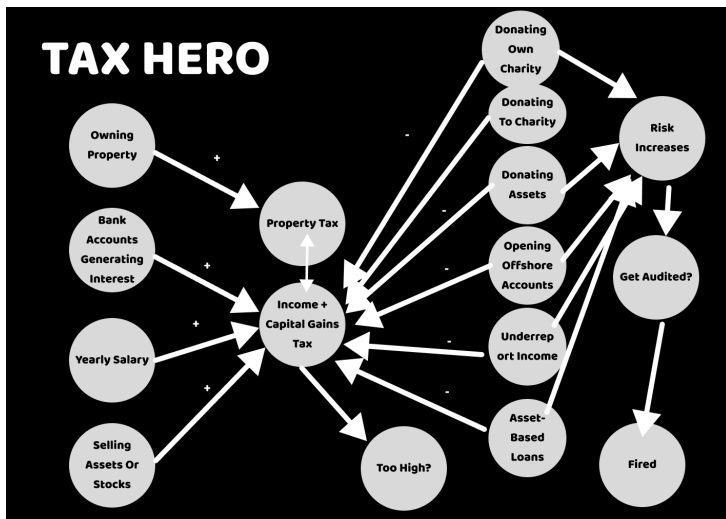 TAX HERO
Owning
Property
Bank
Accounts
Generating
Interest
Yearly Salary
Selling
Assets Or
Stocks
+
+
+
+
Property Tax
Income +
Capital Gains
Tax
Too High?
-
-
-
-
-
Donating
Own
Charity
Donating
To Charity
Donating
Assets
Opening
Offshore
Accounts
Underrep
ort Income
Asset-
Based
Loans
Risk
Increases
Get Audited?
Fired